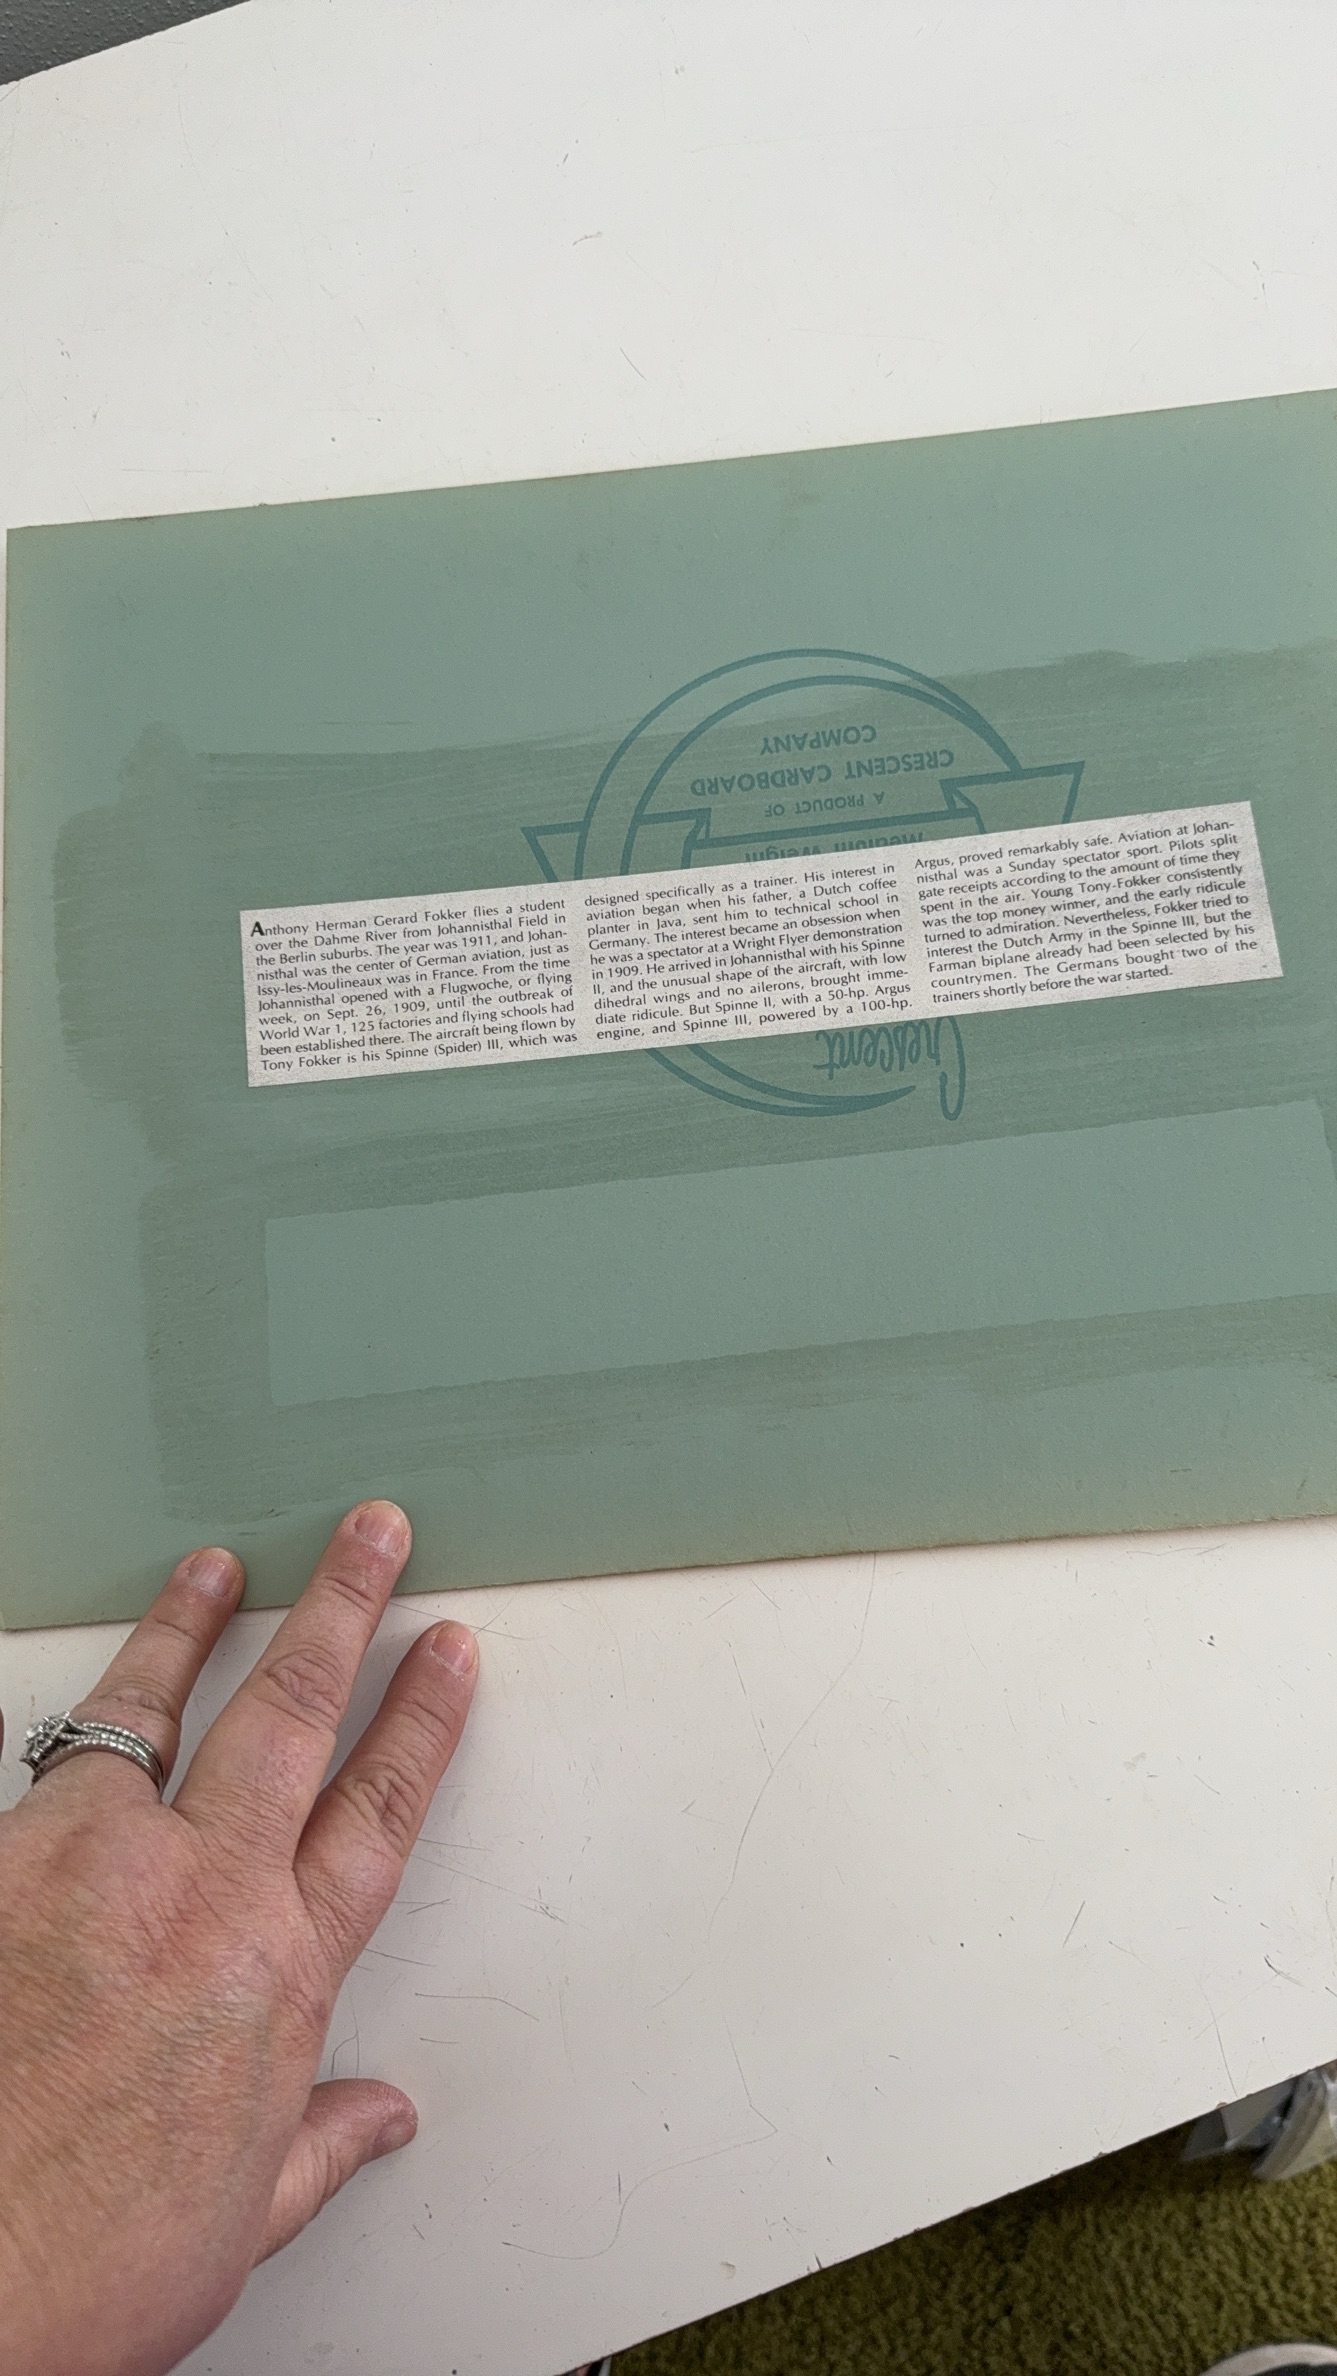 Anthony Herman Gerard Fokker flies a student
over the Dahme River from Johannisthal Field in
the Berlin suburbs. The year was 1911, and Johan-
nisthal was the center of German aviation, just as
Issy-les-Moulineaux was in France. From the time
Johannisthal opened with a Flugwoche, or flying
week, on Sept. 26, 1909, until the outbreak of
World War 1, 125 factories and flying schools had
been established there. The aircraft being flown by
Tony Fokker is his Spinne (Spider) III, which was
designed specifically as a trainer. His interest in
aviation began when his father, a Dutch coffee
planter in Java, sent him to technical school in
Germany. The interest became an obsession when
he was a spectator at a Wright Flyer demonstration
in 1909. He arrived in Johannisthal with his Spinne
II, and the unusual shape of the aircraft, with low
dihedral wings and no ailerons, brought imme-
diate ridicule. But Spinne II, with a 50-hp. Argus
engine, and Spinne III, powered by a 100-hp.
Argus, proved remarkably safe. Aviation at Johan-
nisthal was a Sunday spectator sport. Pilots split
gate receipts according to the amount of time they
spent in the air. Young Tony Fokker consistently
was the top money winner, and the early ridicule
turned to admiration. Nevertheless, Fokker tried to
interest the Dutch Army in the Spinne III, but the
Farman biplane already had been selected by his
countrymen. The Germans bought two of the
trainers shortly before the war started.
Crescent
Medium Weight
A PRODUCT OF
CRESCENT CARDBOARD
COMPANY